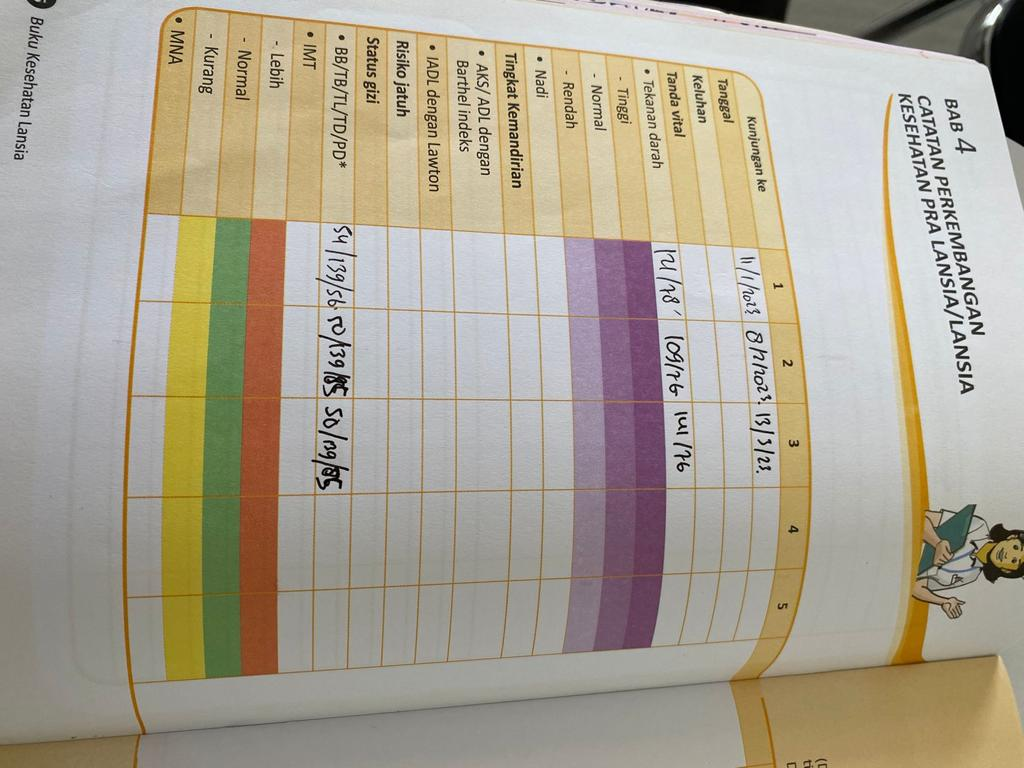 BAB 4
CATATAN PERKEMBANGAN
KESEHATAN PRA LANSIA/LANSIA
Kunjungan ke 1 2 3 4 5
Tanggal 11/1/2023 8/2/2023 13/3/23
Keluhan
Tanda vital
• Tekanan darah 121/78 109/76 141/76
- Tinggi
- Normal
- Rendah
• Nadi
Tingkat Kemandirian
• AKS/ ADL dengan
Barthel indeks
• IADL dengan Lawton
Risiko jatuh
Status gizi
• BB/TB/TL/TD/PD* 54/139/56 50/139/85 50/139/85
• IMT
- Lebih
- Normal
- Kurang
• MNA
Buku Kesehatan Lansia